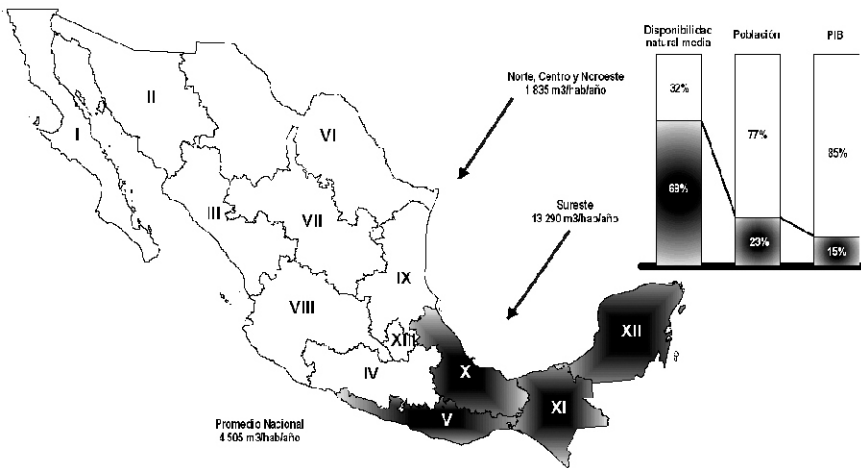 Disponibilidad
natural media
Población
PIB
32%
77%
85%
68%
23%
15%
Norte, Centro y Noroeste
1 835 m3/hab/año
Sureste
13 290 m3/hab/año
I
II
VI
III
VII
IX
VIII
XIII
IV
X
XII
V
XI
Promedio Nacional
4 505 m3/hab/año